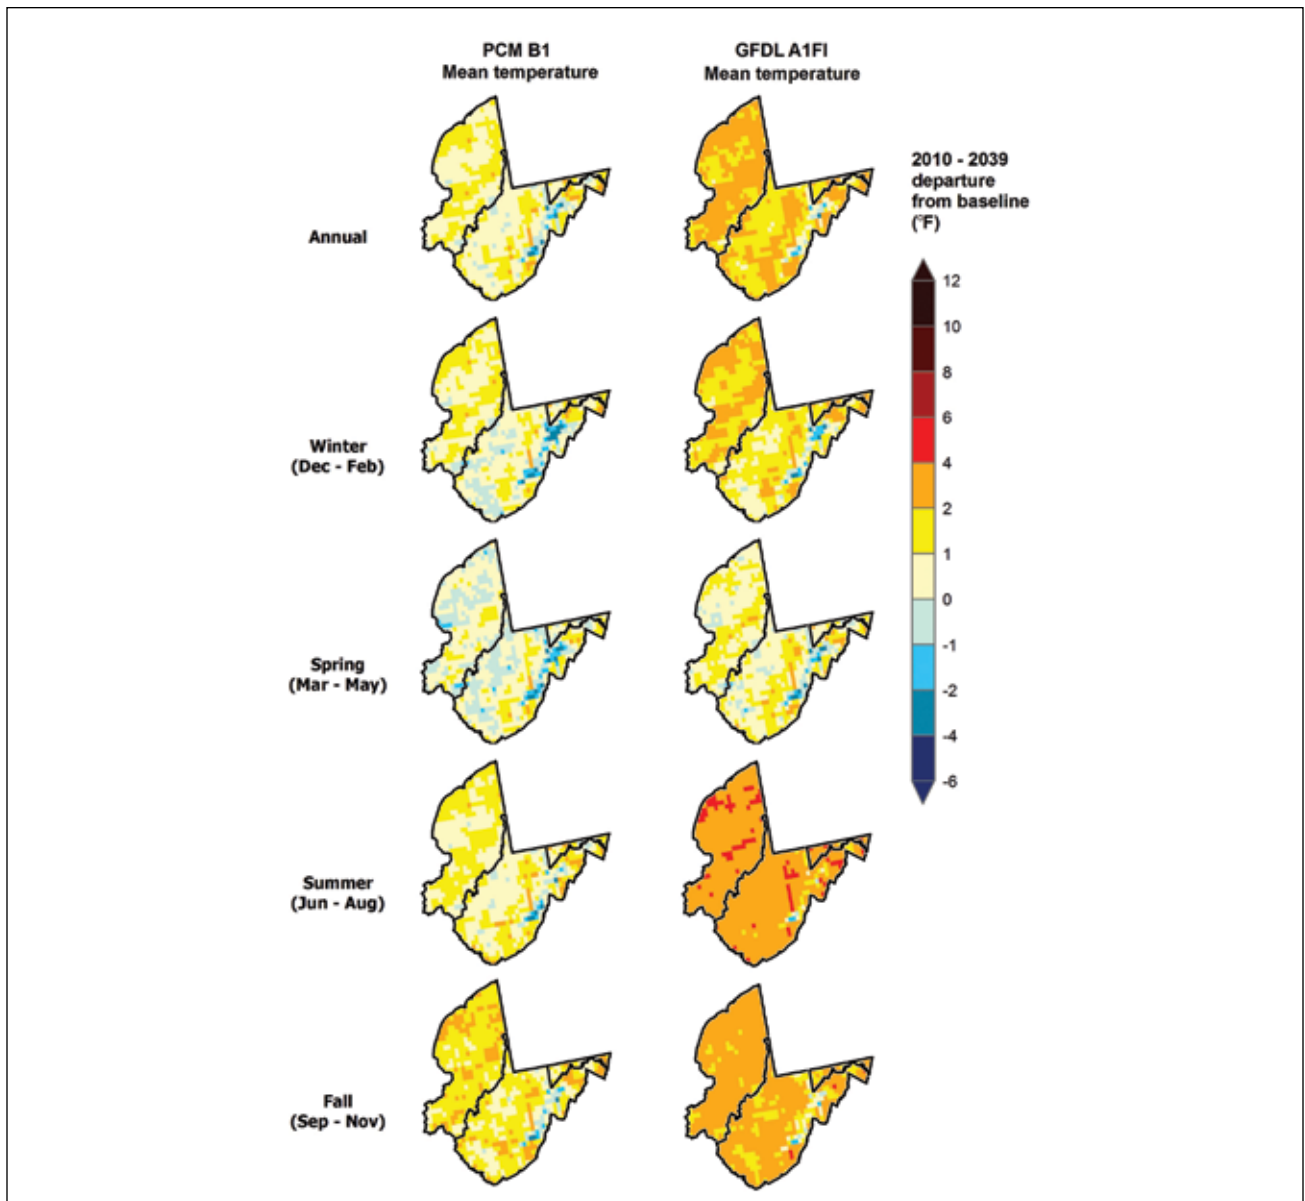 PCM B1
Mean temperature
GFDL A1FI
Mean temperature
2010 - 2039
departure
from baseline
(°F)
Annual
Winter
(Dec - Feb)
Spring
(Mar - May)
Summer
(Jun - Aug)
Fall
(Sep - Nov)
12
10
8
6
4
2
1
0
-1
-2
-4
-6